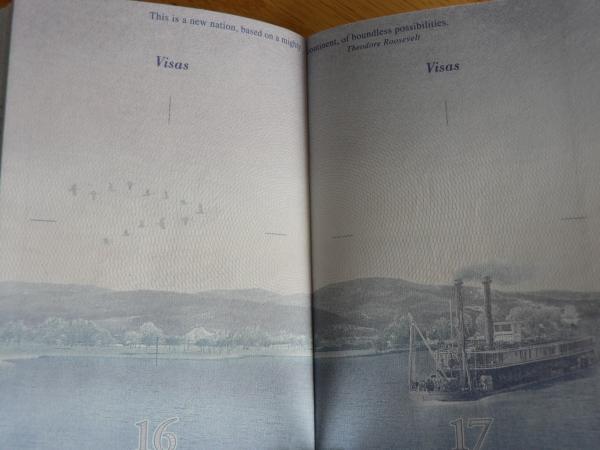 This is a new nation, based on a mighty continent, of boundless possibilities.
Theodore Roosevelt
Visas
Visas
16
17